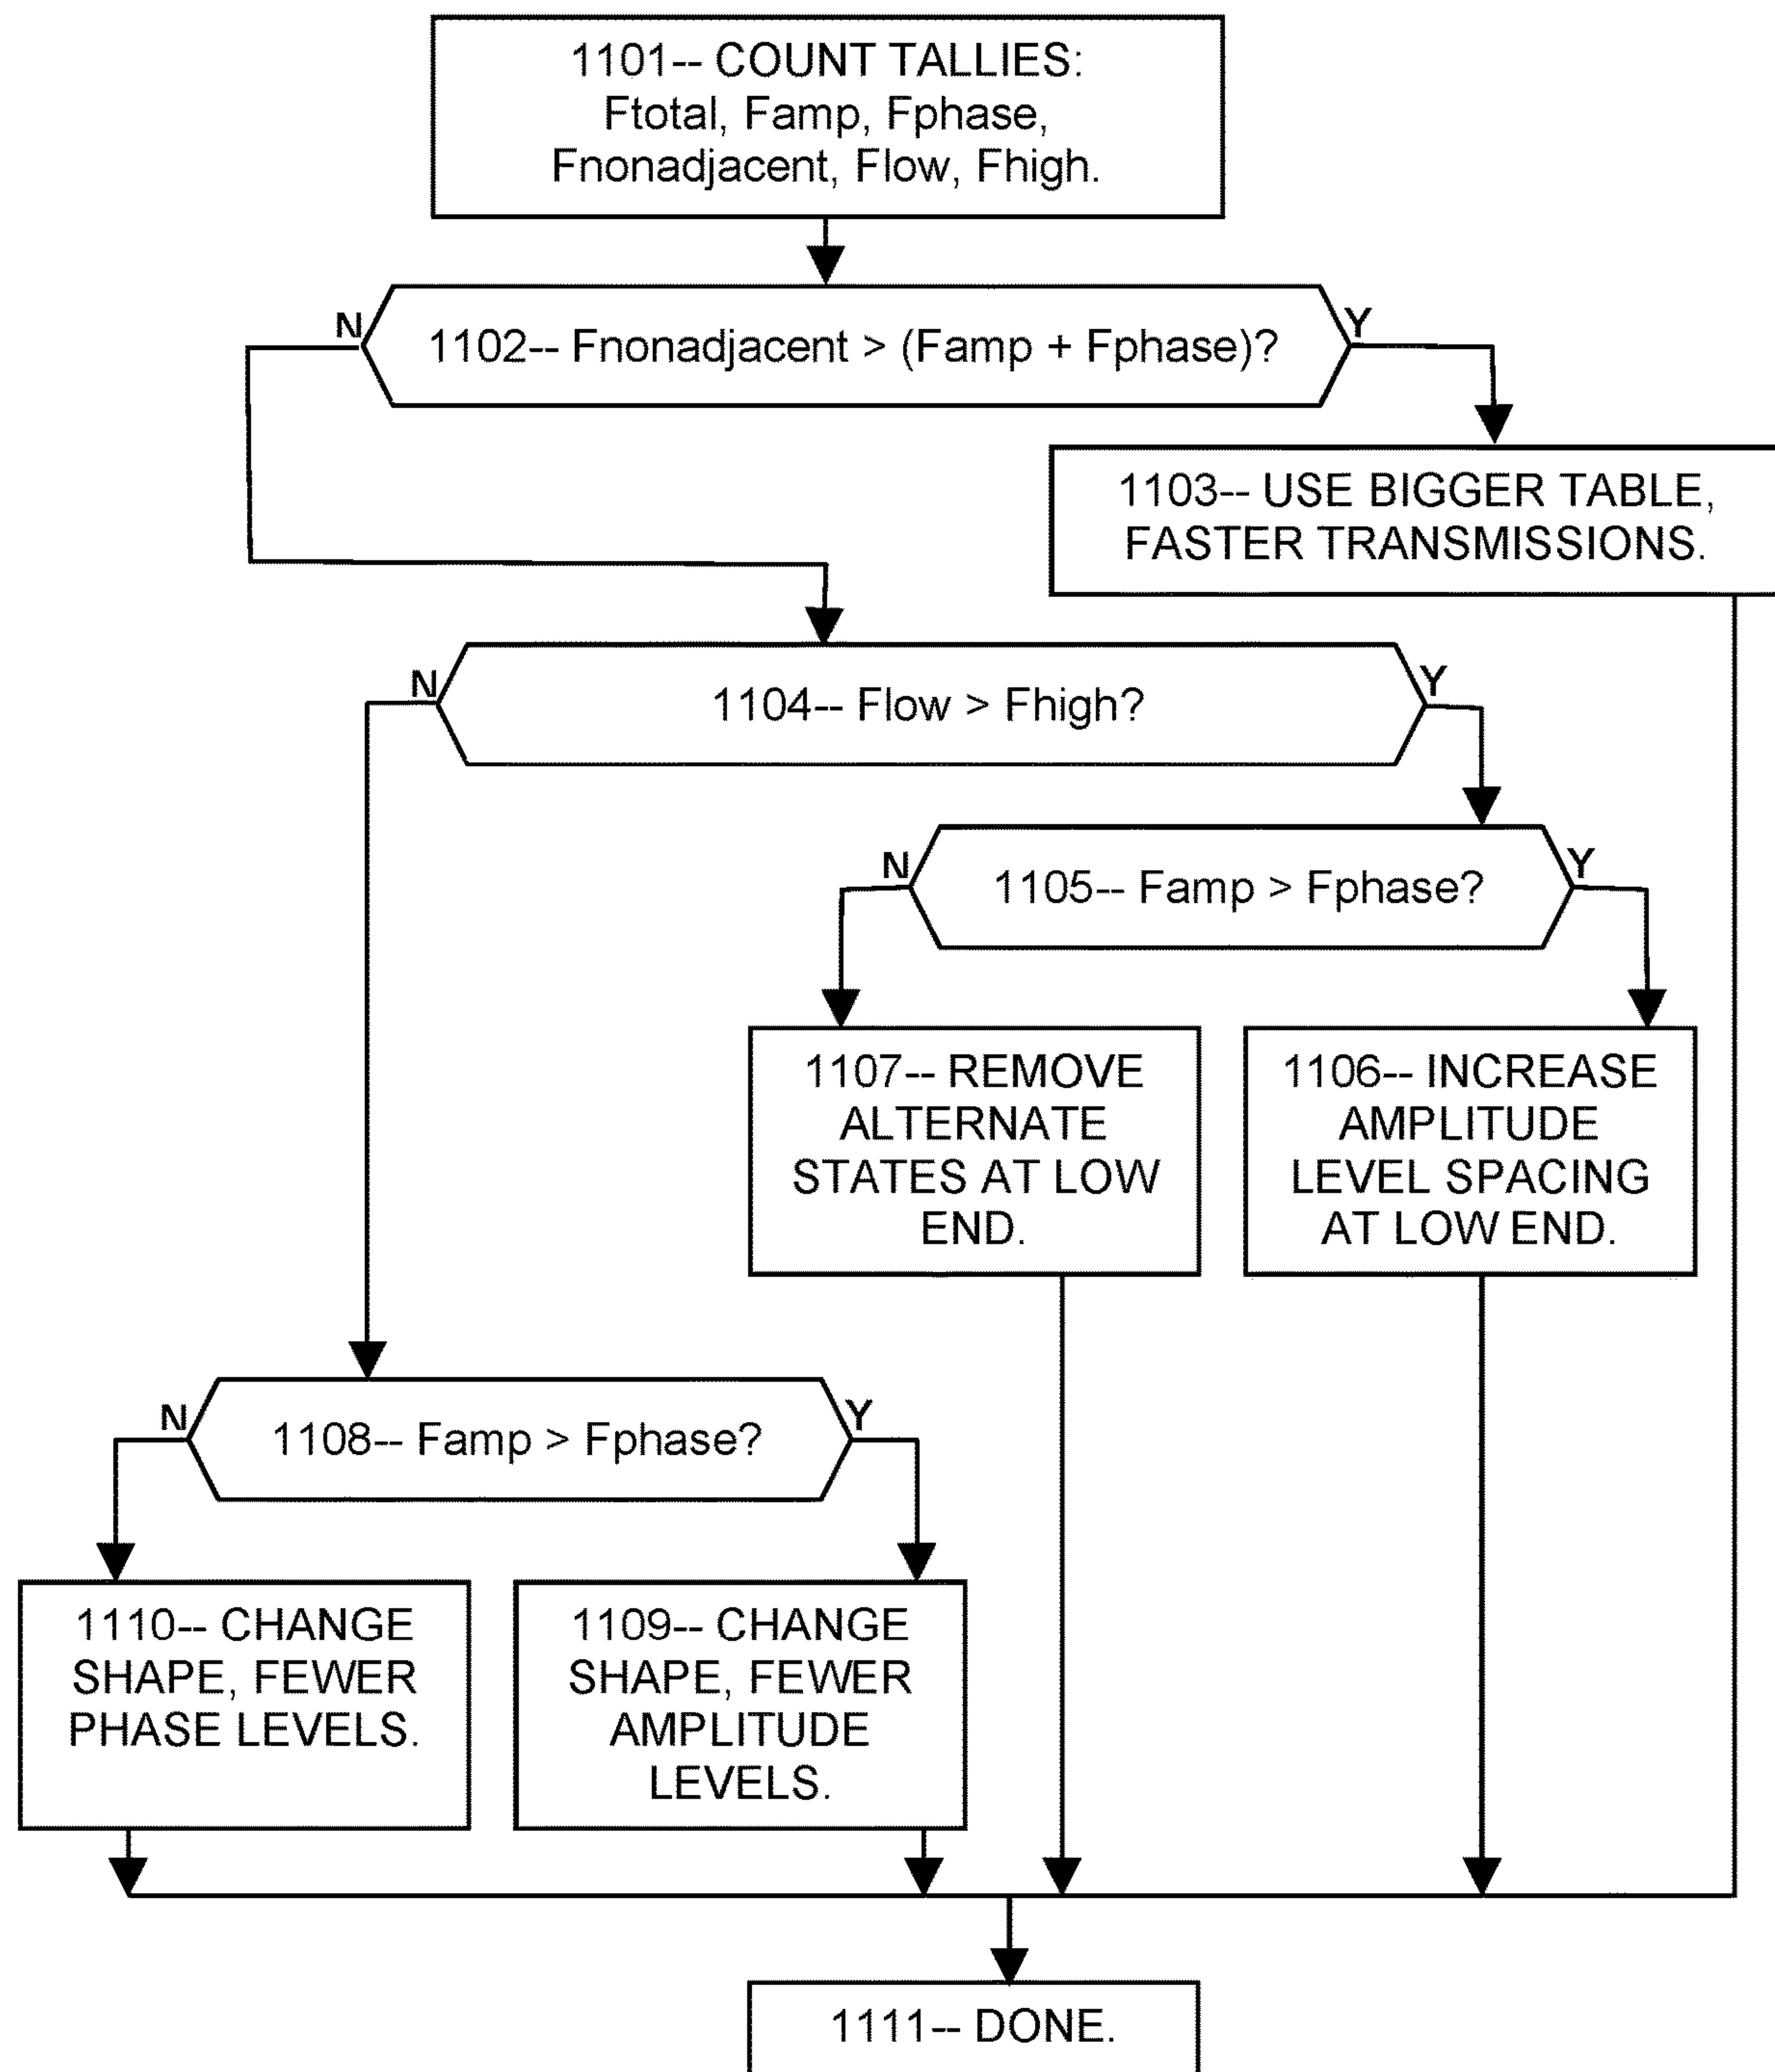 1101-- COUNT TALLIES:
Ftotal, Famp, Fphase,
Fnonadjacent, Flow, Fhigh.
N
Y
1102-- Fnonadjacent > (Famp + Fphase)?
1103-- USE BIGGER TABLE,
FASTER TRANSMISSIONS.
N
Y
1104-- Flow > Fhigh?
N
Y
1105-- Famp > Fphase?
1107-- REMOVE
ALTERNATE
STATES AT LOW
END.
1106-- INCREASE
AMPLITUDE
LEVEL SPACING
AT LOW END.
N
Y
1108-- Famp > Fphase?
1110-- CHANGE
SHAPE, FEWER
PHASE LEVELS.
1109-- CHANGE
SHAPE, FEWER
AMPLITUDE
LEVELS.
1111-- DONE.